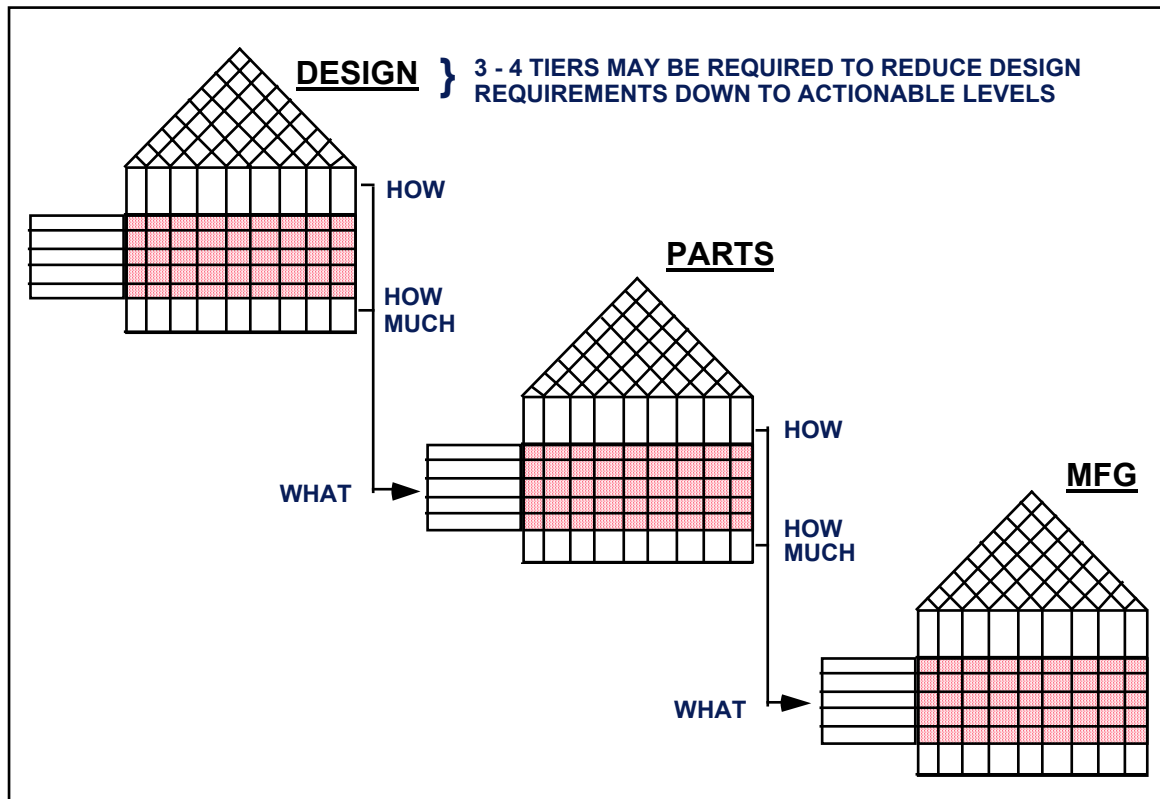 DESIGN } 3 - 4 TIERS MAY BE REQUIRED TO REDUCE DESIGN
REQUIREMENTS DOWN TO ACTIONABLE LEVELS
HOW
HOW
MUCH
PARTS
WHAT
HOW
HOW
MUCH
MFG
WHAT